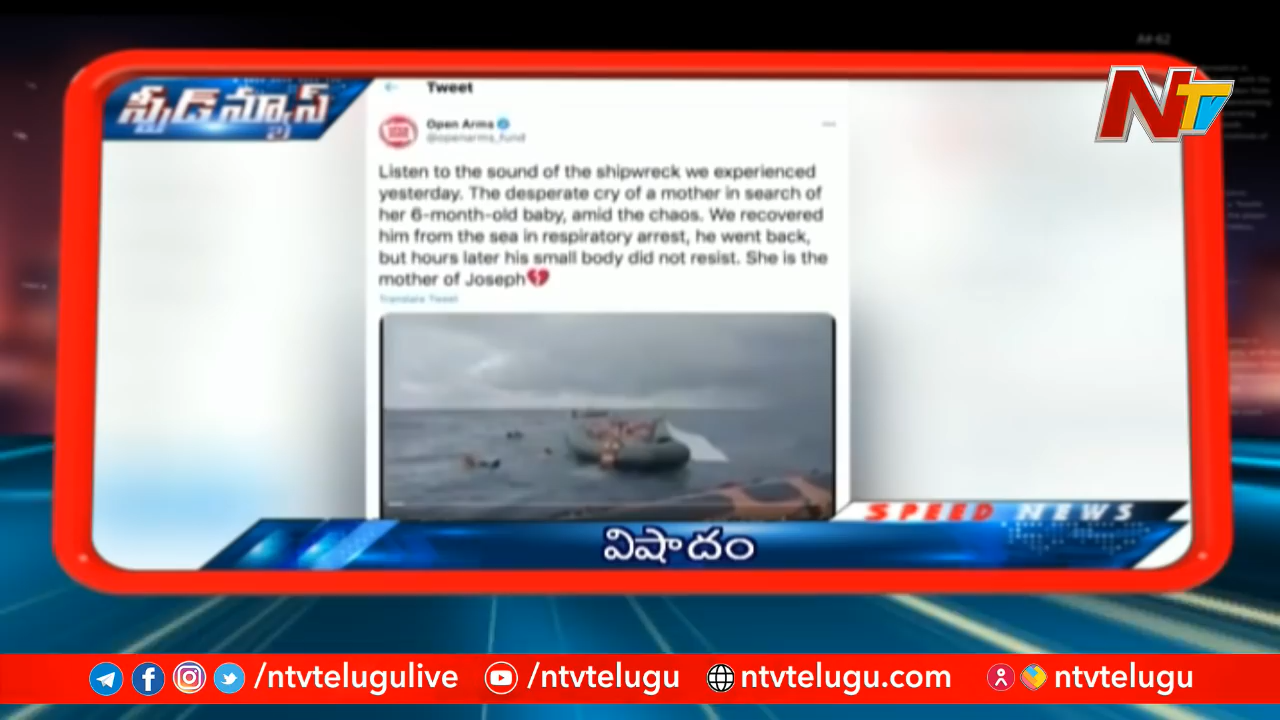 స్పీడ్ న్యూస్
Tweet
NTV
Open Arms
@openarms_fund
Listen to the sound of the shipwreck we experienced
yesterday. The desperate cry of a mother in search of
her 6-month-old baby, amid the chaos. We recovered
him from the sea in respiratory arrest, he went back,
but hours later his small body did not resist. She is the
mother of Joseph💔
Translate Tweet
SPEED NEWS
విషాదం
/ntvtelugulive
/ntvtelugu
ntvtelugu.com
ntvtelugu